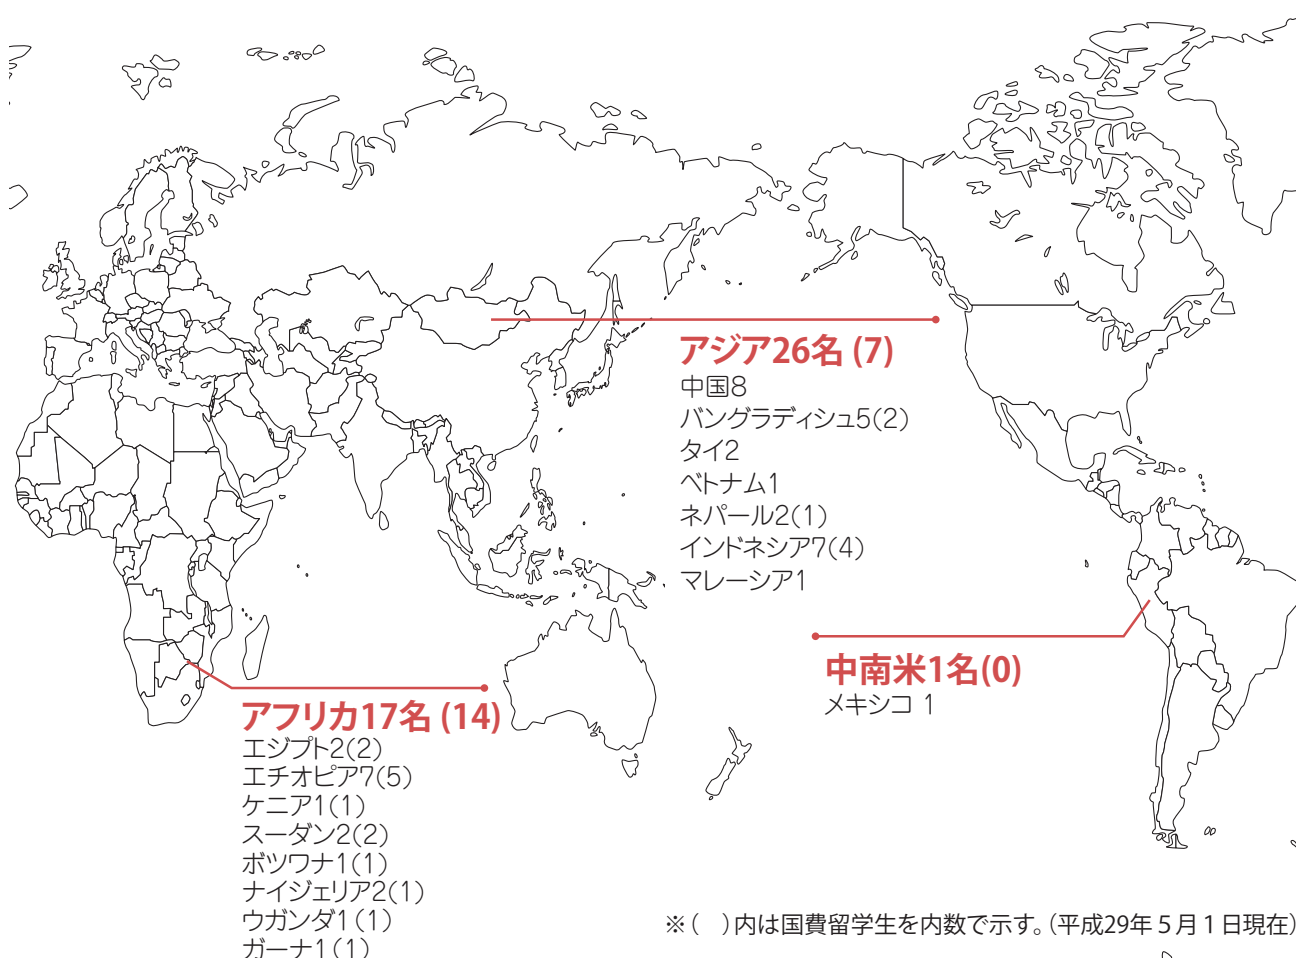 アジア26名 (7)
中国8
バングラディシュ5(2)
タイ2
ベトナム1
ネパール2(1)
インドネシア7(4)
マレーシア1
中南米1名(0)
メキシコ 1
アフリカ17名 (14)
エジプト2(2)
エチオピア7(5)
ケニア1(1)
スーダン2(2)
ボツワナ1(1)
ナイジェリア2(1)
ウガンダ1(1)
ガーナ1(1)
※(　)内は国費留学生を内数で示す。(平成29年5月1日現在)